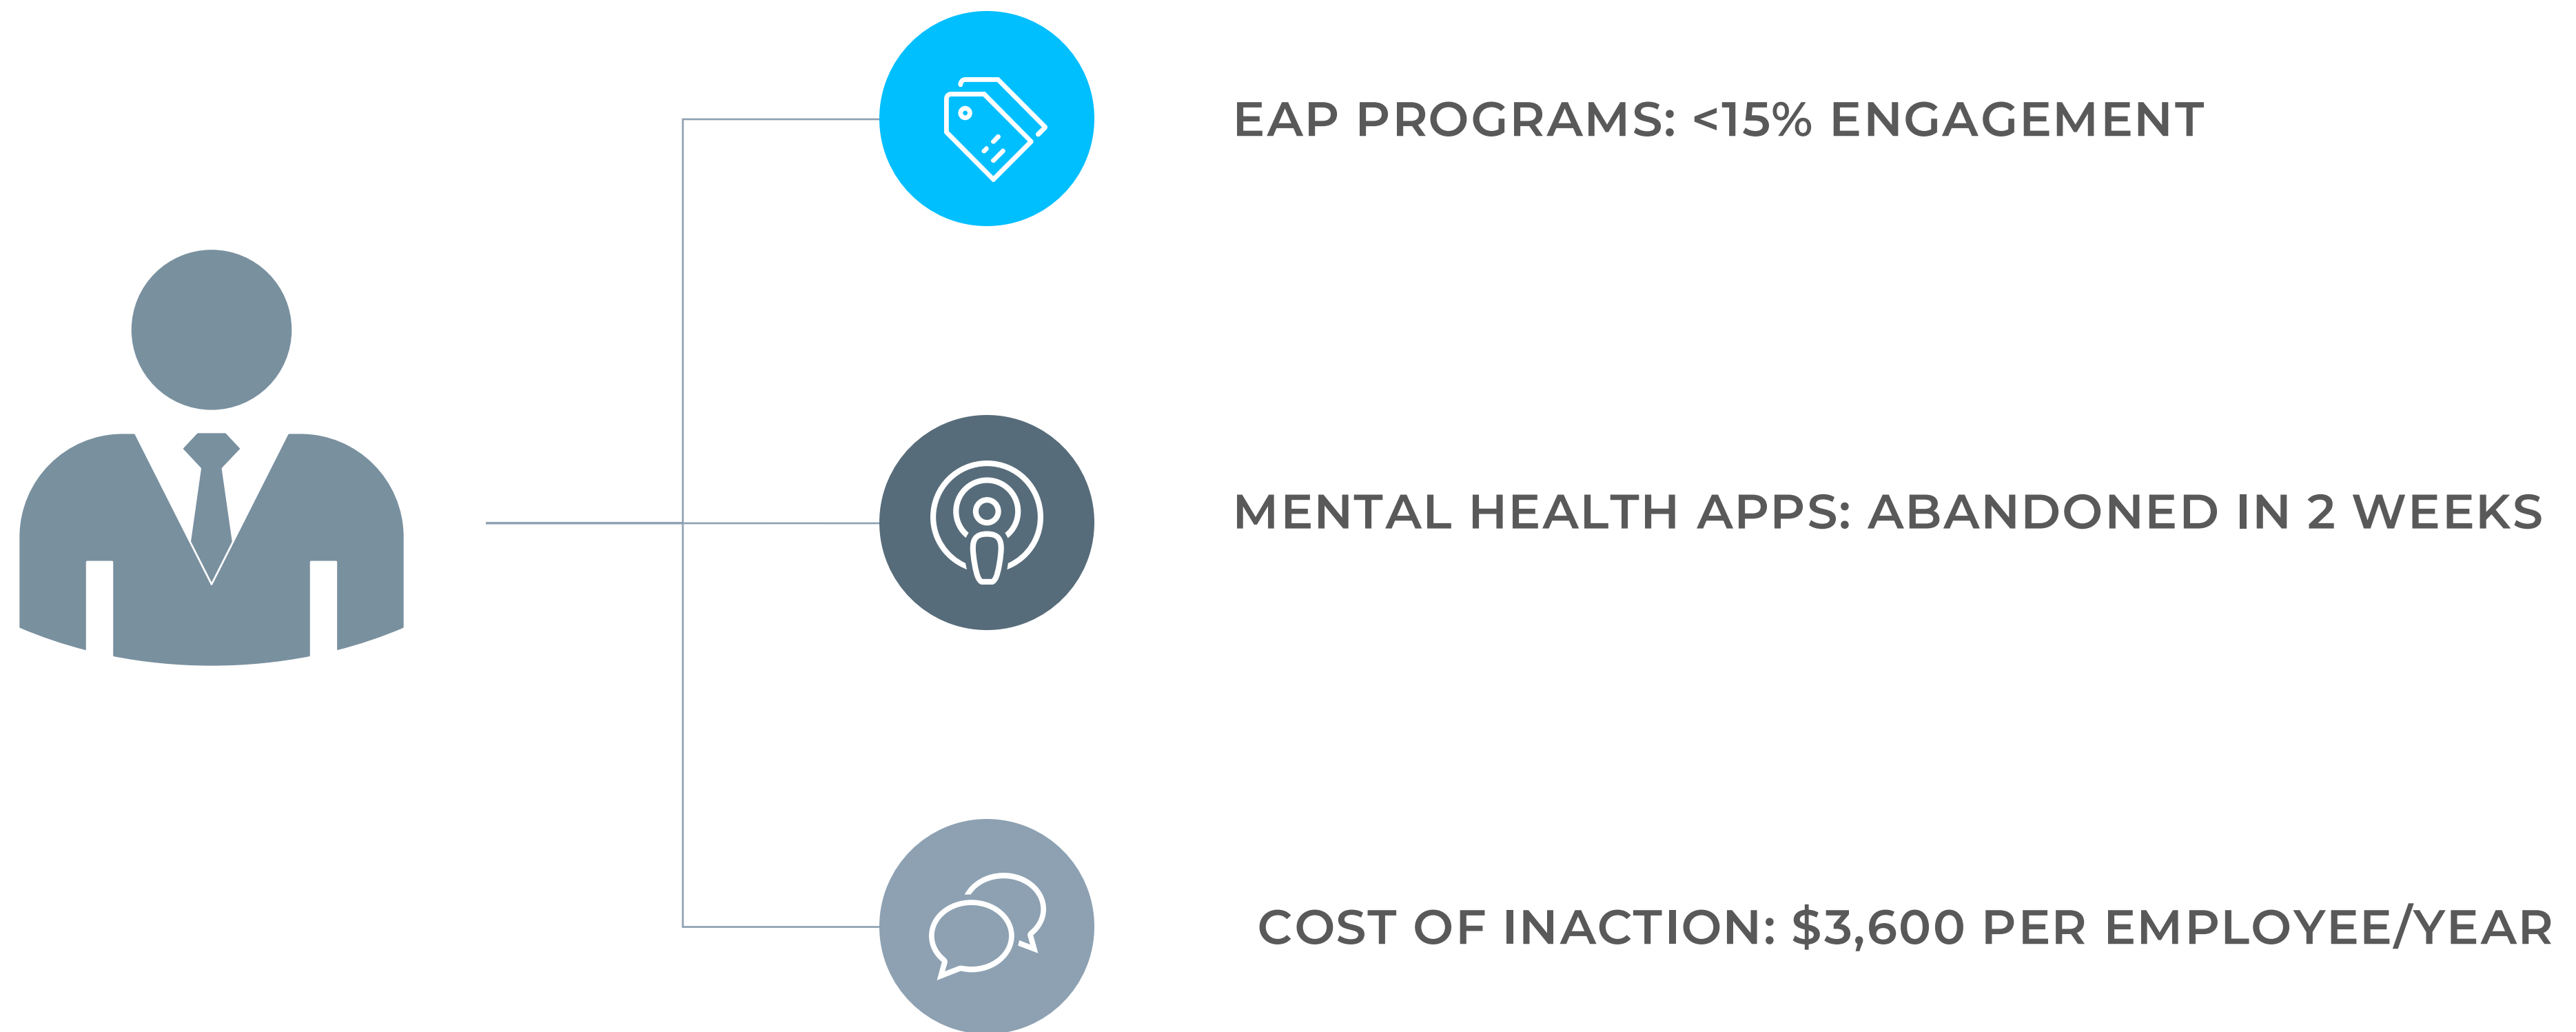 EAP PROGRAMS: <15% ENGAGEMENT
MENTAL HEALTH APPS: ABANDONED IN 2 WEEKS
COST OF INACTION: $3,600 PER EMPLOYEE/YEAR